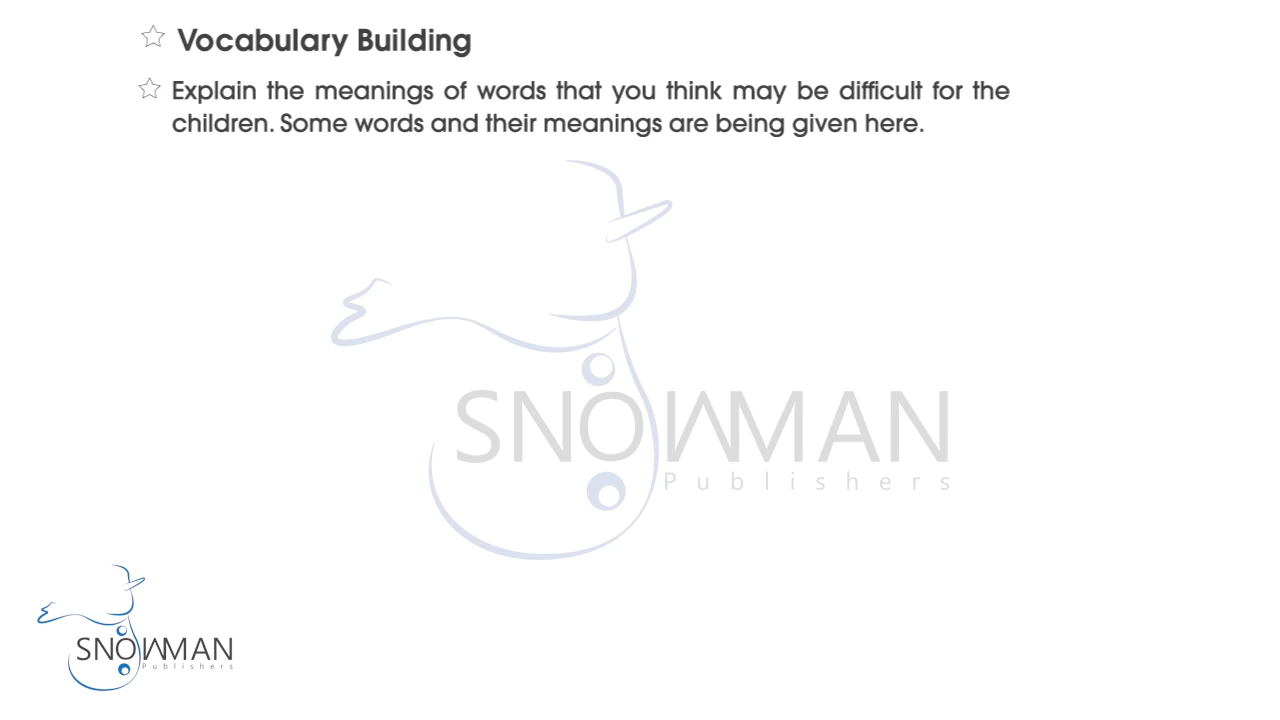 Vocabulary Building
Explain the meanings of words that you think may be difficult for the
children. Some words and their meanings are being given here.
SNOWMAN
Publishers
SNOWMAN
Publishers